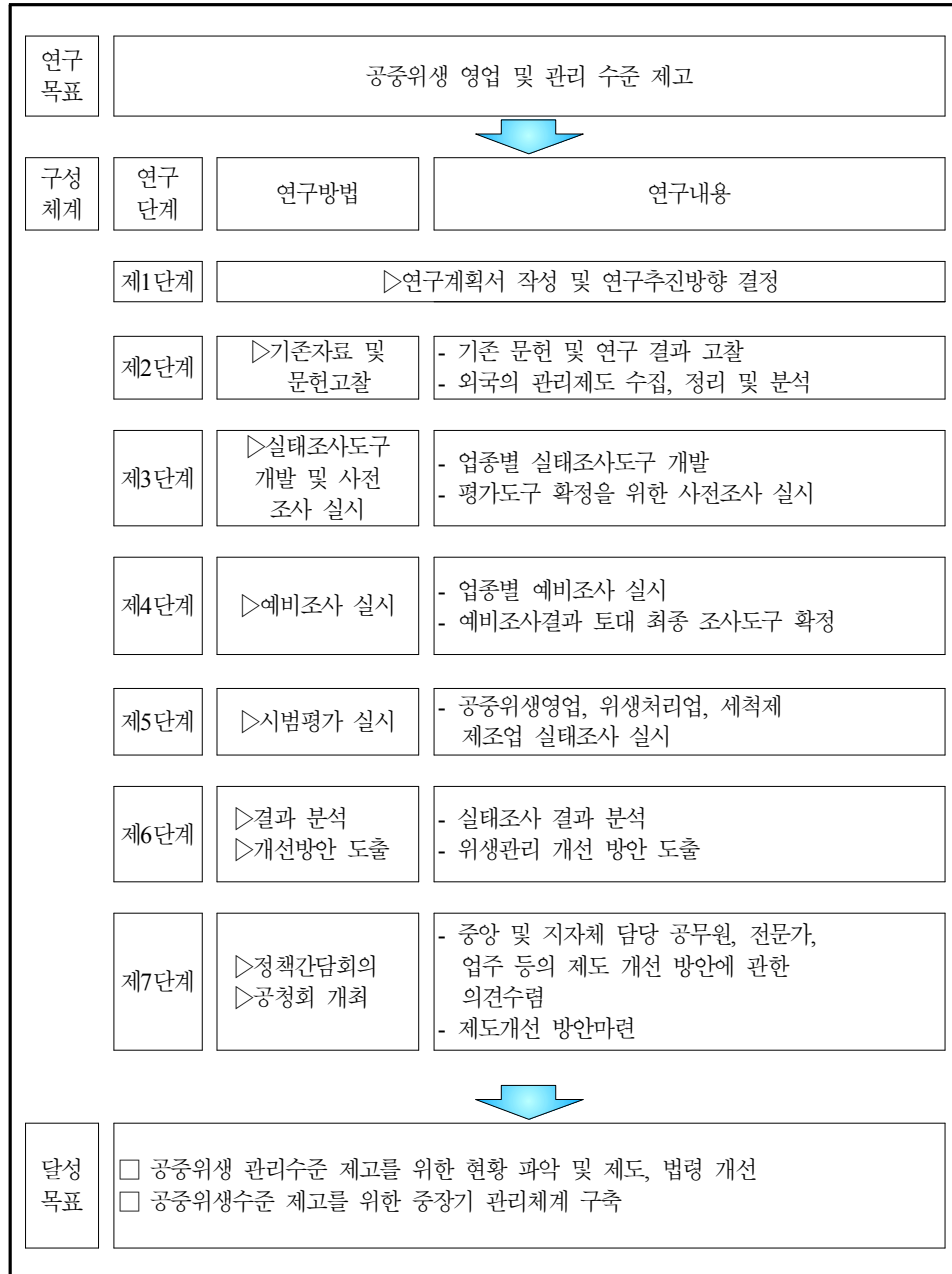 연구
목표
공중위생 영업 및 관리 수준 제고
구성
체계
연구
단계
연구방법
연구내용
제1단계
▷연구계획서 작성 및 연구추진방향 결정
제2단계
▷기존자료 및
문헌고찰
- 기존 문헌 및 연구 결과 고찰
- 외국의 관리제도 수집, 정리 및 분석
제3단계
▷실태조사도구
개발 및 사전
조사 실시
- 업종별 실태조사도구 개발
- 평가도구 확정을 위한 사전조사 실시
제4단계
▷예비조사 실시
- 업종별 예비조사 실시
- 예비조사결과 토대 최종 조사도구 확정
제5단계
▷시범평가 실시
- 공중위생영업, 위생처리업, 세척제
제조업 실태조사 실시
제6단계
▷결과 분석
▷개선방안 도출
- 실태조사 결과 분석
- 위생관리 개선 방안 도출
제7단계
▷정책간담회의
▷공청회 개최
- 중앙 및 지자체 담당 공무원, 전문가,
업주 등의 제도 개선 방안에 관한
의견수렴
- 제도개선 방안마련
달성
목표
□ 공중위생 관리수준 제고를 위한 현황 파악 및 제도, 법령 개선
□ 공중위생수준 제고를 위한 중장기 관리체계 구축